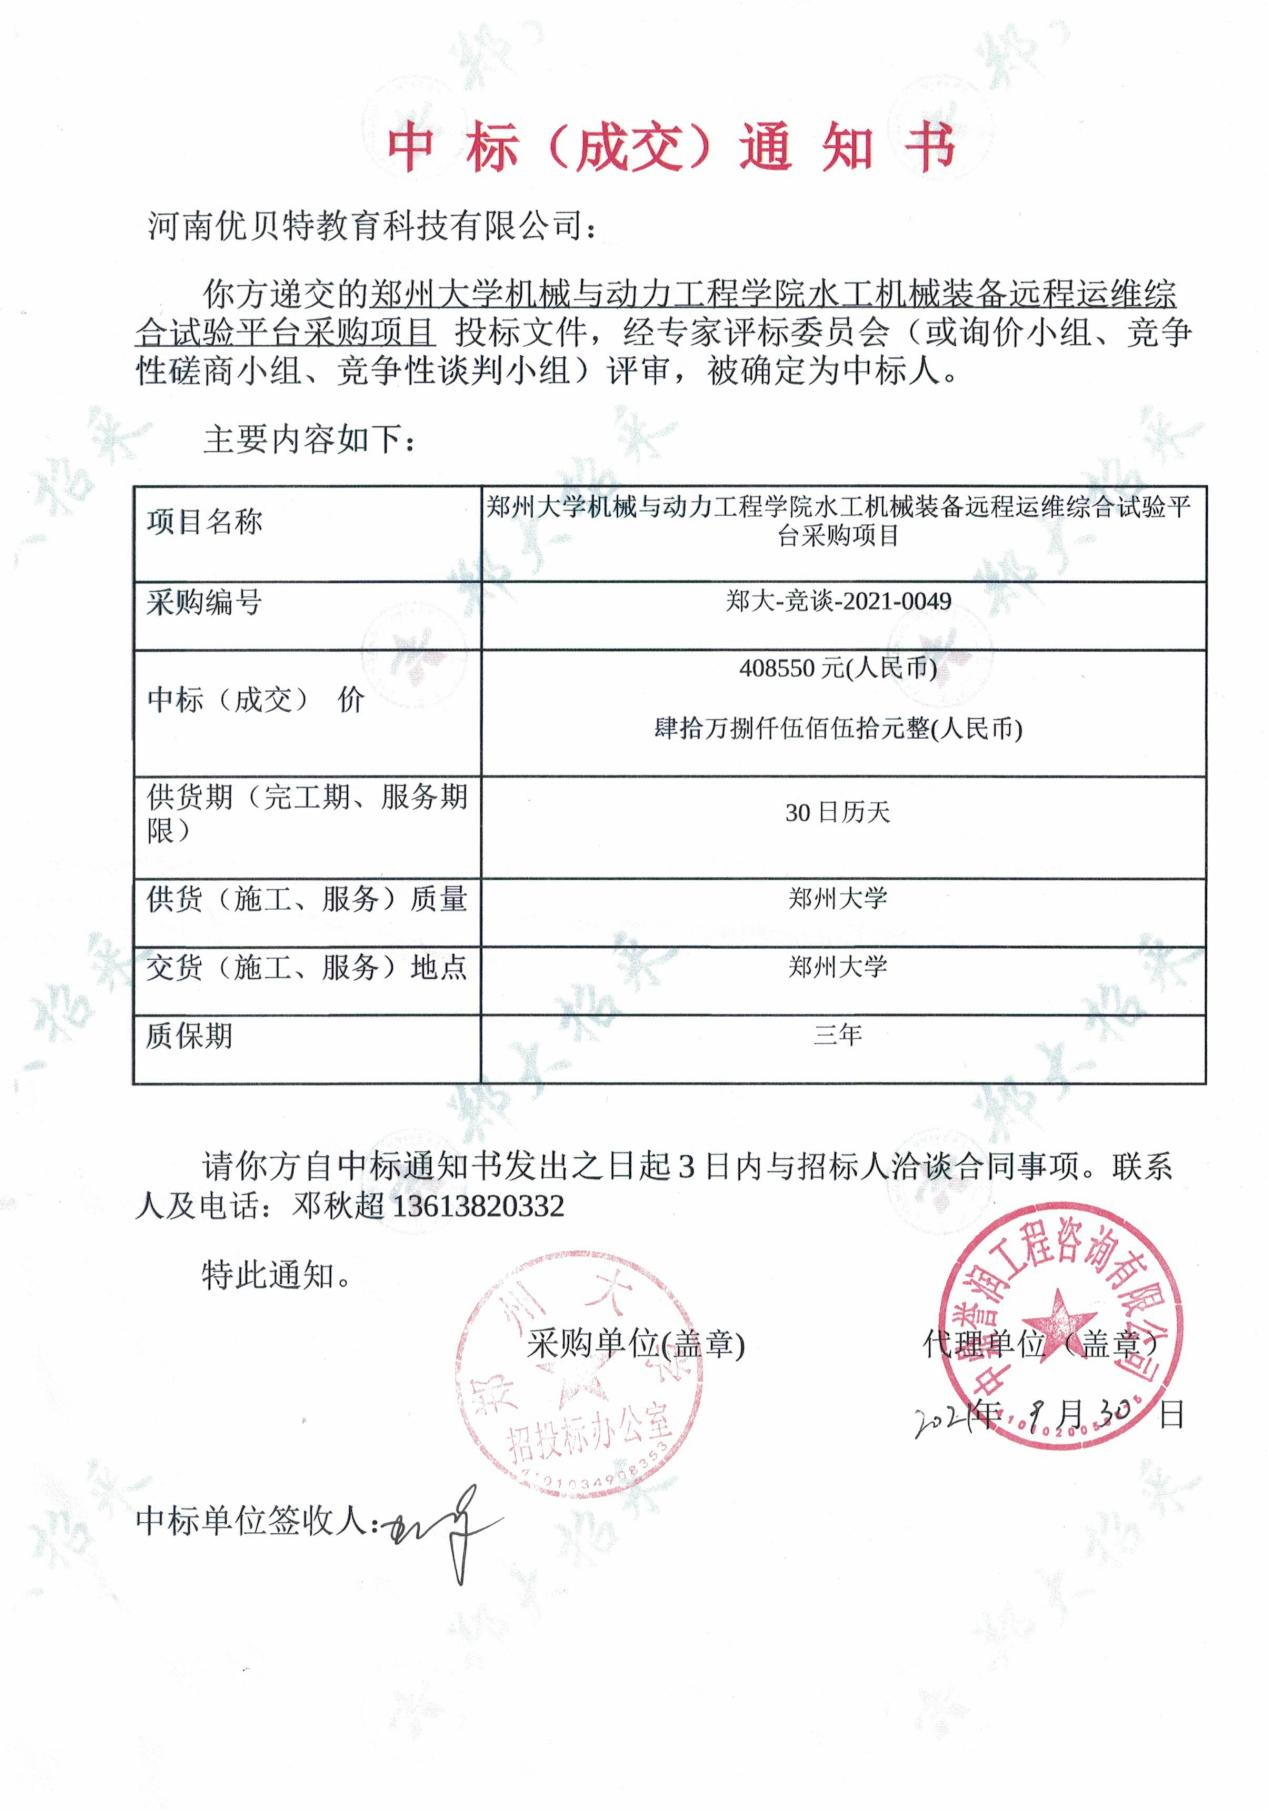 中 标（成交）通 知 书
河南优贝特教育科技有限公司：
你方递交的郑州大学机械与动力工程学院水工机械装备远程运维综
合试验平台采购项目 投标文件，经专家评标委员会（或询价小组、竞争
性磋商小组、竞争性谈判小组）评审，被确定为中标人。
主要内容如下：
项目名称
郑州大学机械与动力工程学院水工机械装备远程运维综合试验平
台采购项目
采购编号
郑大-竞谈-2021-0049
中标（成交） 价
408550 元(人民币)
肆拾万捌仟伍佰伍拾元整(人民币)
供货期（完工期、服务期
限）
30 日历天
供货（施工、服务）质量
郑州大学
交货（施工、服务）地点
郑州大学
质保期
三年
请你方自中标通知书发出之日起 3 日内与招标人洽谈合同事项。联系
人及电话：邓秋超 13613820332
特此通知。
采购单位(盖章)
代理单位（盖章）
郑州大学
招投标办公室
4101034908353
誉润工程咨询有限公司
2021年 9 月 30 日
中标单位签收人: